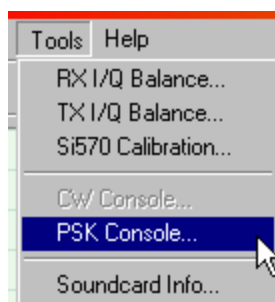 Tools Help
RX I/Q Balance...
TX I/Q Balance...
Si570 Calibration...
CW Console...
PSK Console...
Soundcard Info...